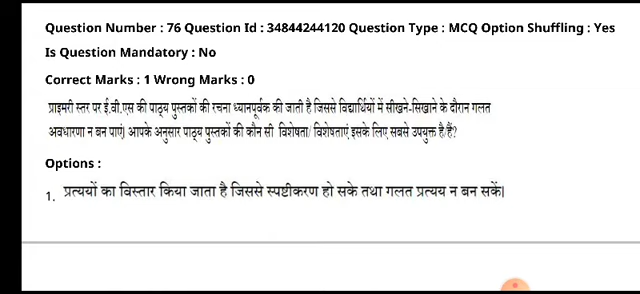 Question Number : 76 Question Id : 34844244120 Question Type : MCQ Option Shuffling : Yes
Is Question Mandatory : No
Correct Marks : 1 Wrong Marks : 0
प्राइमरी स्तर पर ई.वी.एस की पाठ्य पुस्तकों की रचना ध्यानपूर्वक की जाती है जिससे विद्यार्थियों में सीखने-सिखाने के दौरान गलत
अवधारणा न बन पाएं) आपके अनुसार पाठ्य पुस्तकों की कौन सी विशेषता/ विशेषताएं इसके लिए सबसे उपयुक्त है/हैं?
Options :
1. प्रत्ययों का विस्तार किया जाता है जिससे स्पष्टीकरण हो सके तथा गलत प्रत्यय न बन सकें।